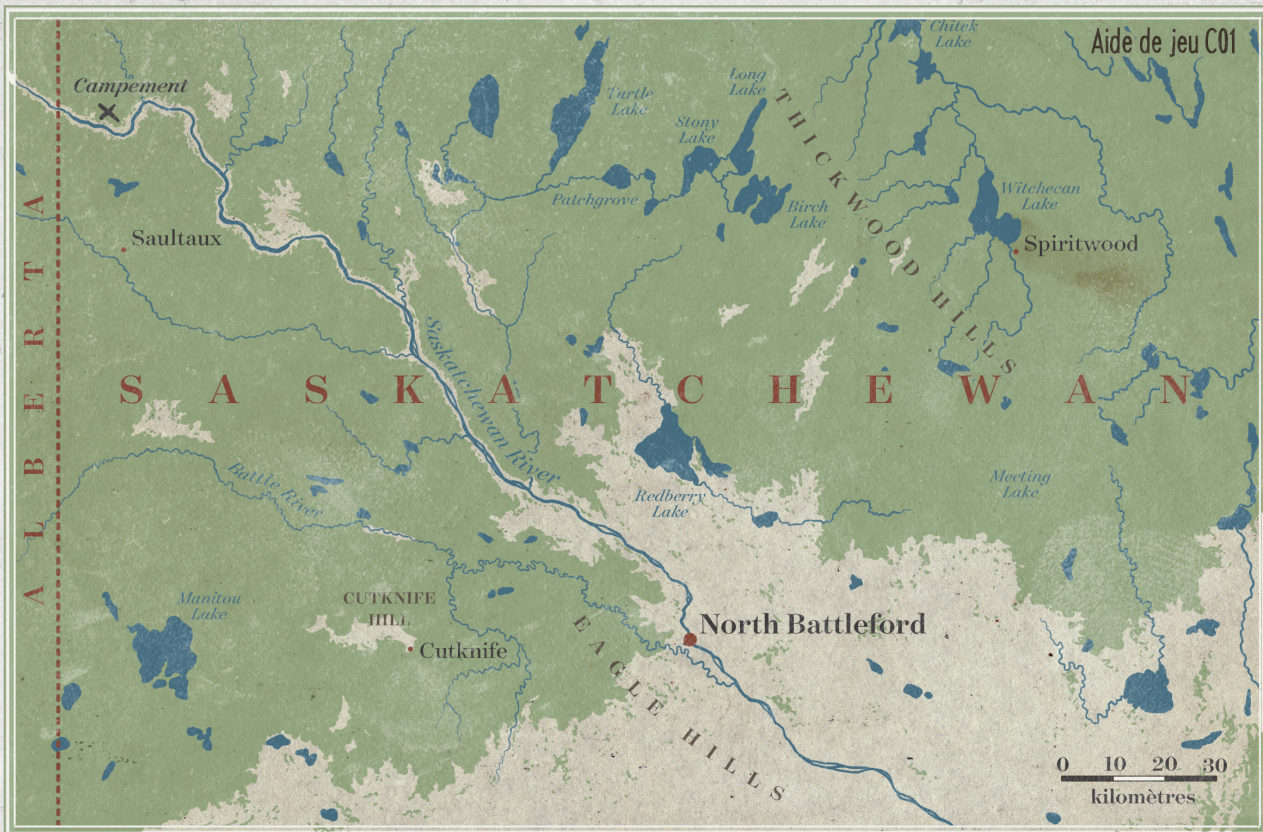 Aide de jeu C01
Chitek
Lake
Campement
Turtle
Lake
Long
Lake
Stony
Lake
THICKWOOD HILLS
Patchgrove
Birch
Lake
Witchecan
Lake
Saultaux
Spiritwood
ALBERTA
Saskatchewan River
SASKATCHEWAN
Battle River
Redberry
Lake
Meeting
Lake
Manitou
Lake
CUTKNIFE
HILL
Cutknife
EAGLE HILLS
North Battleford
0 10 20 30
kilomètres